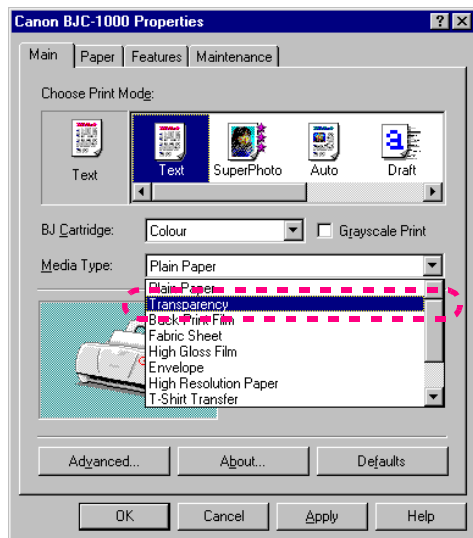 Canon BJC-1000 Properties
Main Paper Features Maintenance
Choose Print Mode:
Text Text SuperPhoto Auto Draft
BJ Cartridge: Colour Grayscale Print
Media Type: Plain Paper
Plain Paper
Transparency
Back Print Film
Fabric Sheet
High Gloss Film
Envelope
High Resolution Paper
T-Shirt Transfer
Advanced... About... Defaults
OK Cancel Apply Help